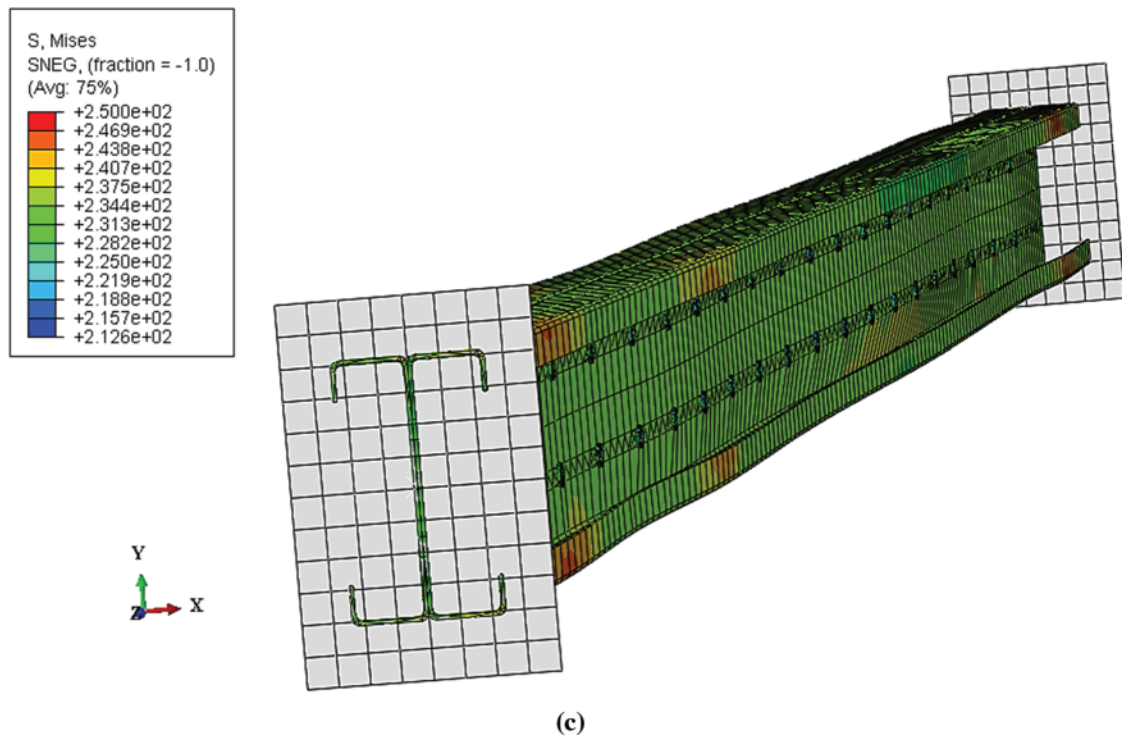 S, Mises
SNEG, (fraction = -1.0)
(Avg: 75%)
+2.500e+02
+2.469e+02
+2.438e+02
+2.407e+02
+2.375e+02
+2.344e+02
+2.313e+02
+2.282e+02
+2.250e+02
+2.219e+02
+2.188e+02
+2.157e+02
+2.126e+02
Y
Z
X
(c)